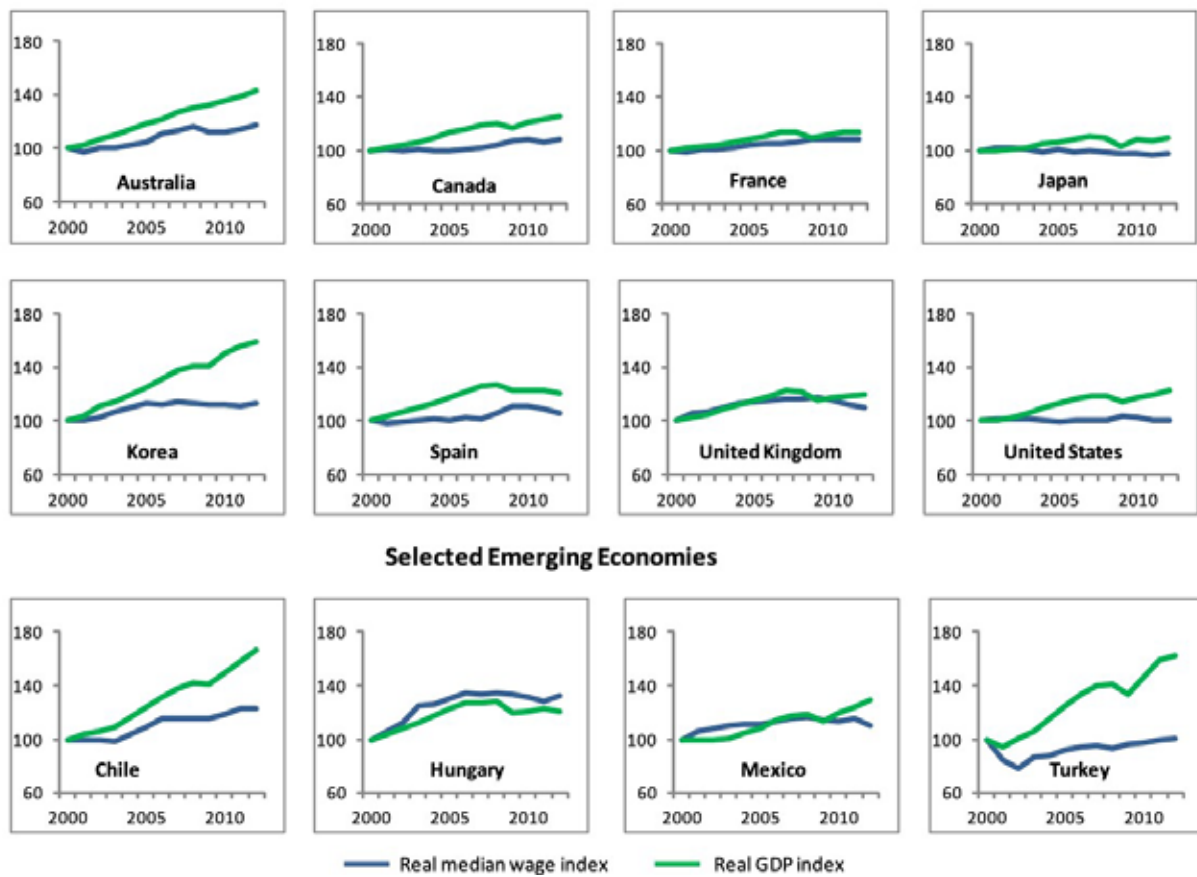 180
140
100
60
Australia
2000 2005 2010
180
140
100
60
Canada
2000 2005 2010
180
140
100
60
France
2000 2005 2010
180
140
100
60
Japan
2000 2005 2010
180
140
100
60
Korea
2000 2005 2010
180
140
100
60
Spain
2000 2005 2010
180
140
100
60
United Kingdom
2000 2005 2010
180
140
100
60
United States
2000 2005 2010
Selected Emerging Economies
180
140
100
60
Chile
2000 2005 2010
180
140
100
60
Hungary
2000 2005 2010
180
140
100
60
Mexico
2000 2005 2010
180
140
100
60
Turkey
2000 2005 2010
Real median wage index Real GDP index